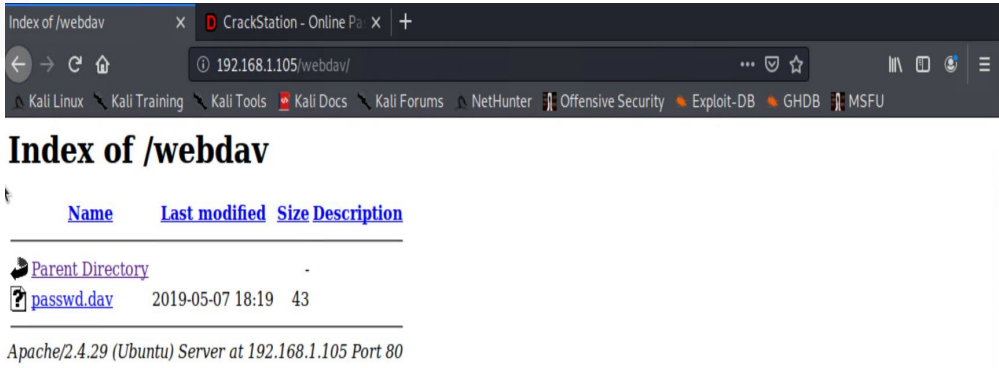 Index of /webdav
CrackStation - Online Pa
192.168.1.105/webdav/
Kali Linux Kali Training Kali Tools Kali Docs Kali Forums NetHunter Offensive Security Exploit-DB GHDB MSFU
Index of /webdav
Name Last modified Size Description
Parent Directory -
passwd.dav 2019-05-07 18:19 43
Apache/2.4.29 (Ubuntu) Server at 192.168.1.105 Port 80